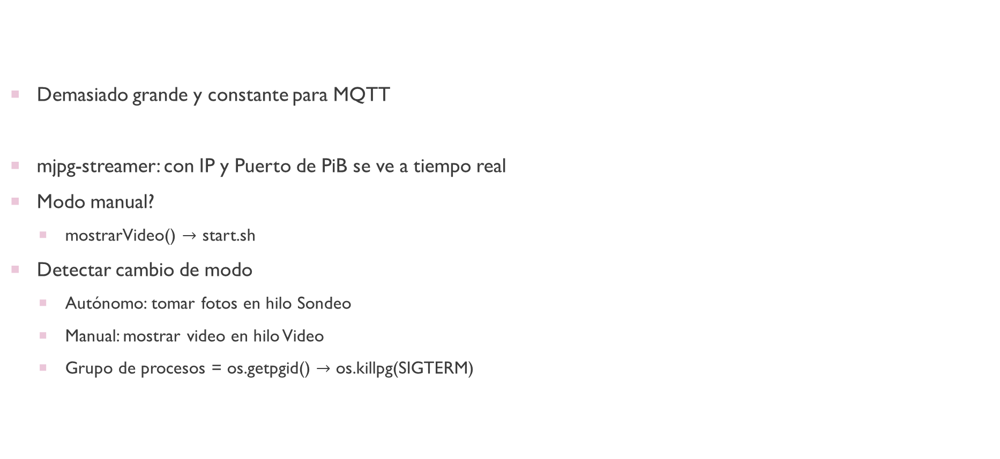 Demasiado grande y constante para MQTT
mjpg-streamer: con IP y Puerto de PiB se ve a tiempo real
Modo manual?
mostrarVideo() → start.sh
Detectar cambio de modo
Autónomo: tomar fotos en hilo Sondeo
Manual: mostrar video en hilo Video
Grupo de procesos = os.getpgid() → os.killpg(SIGTERM)